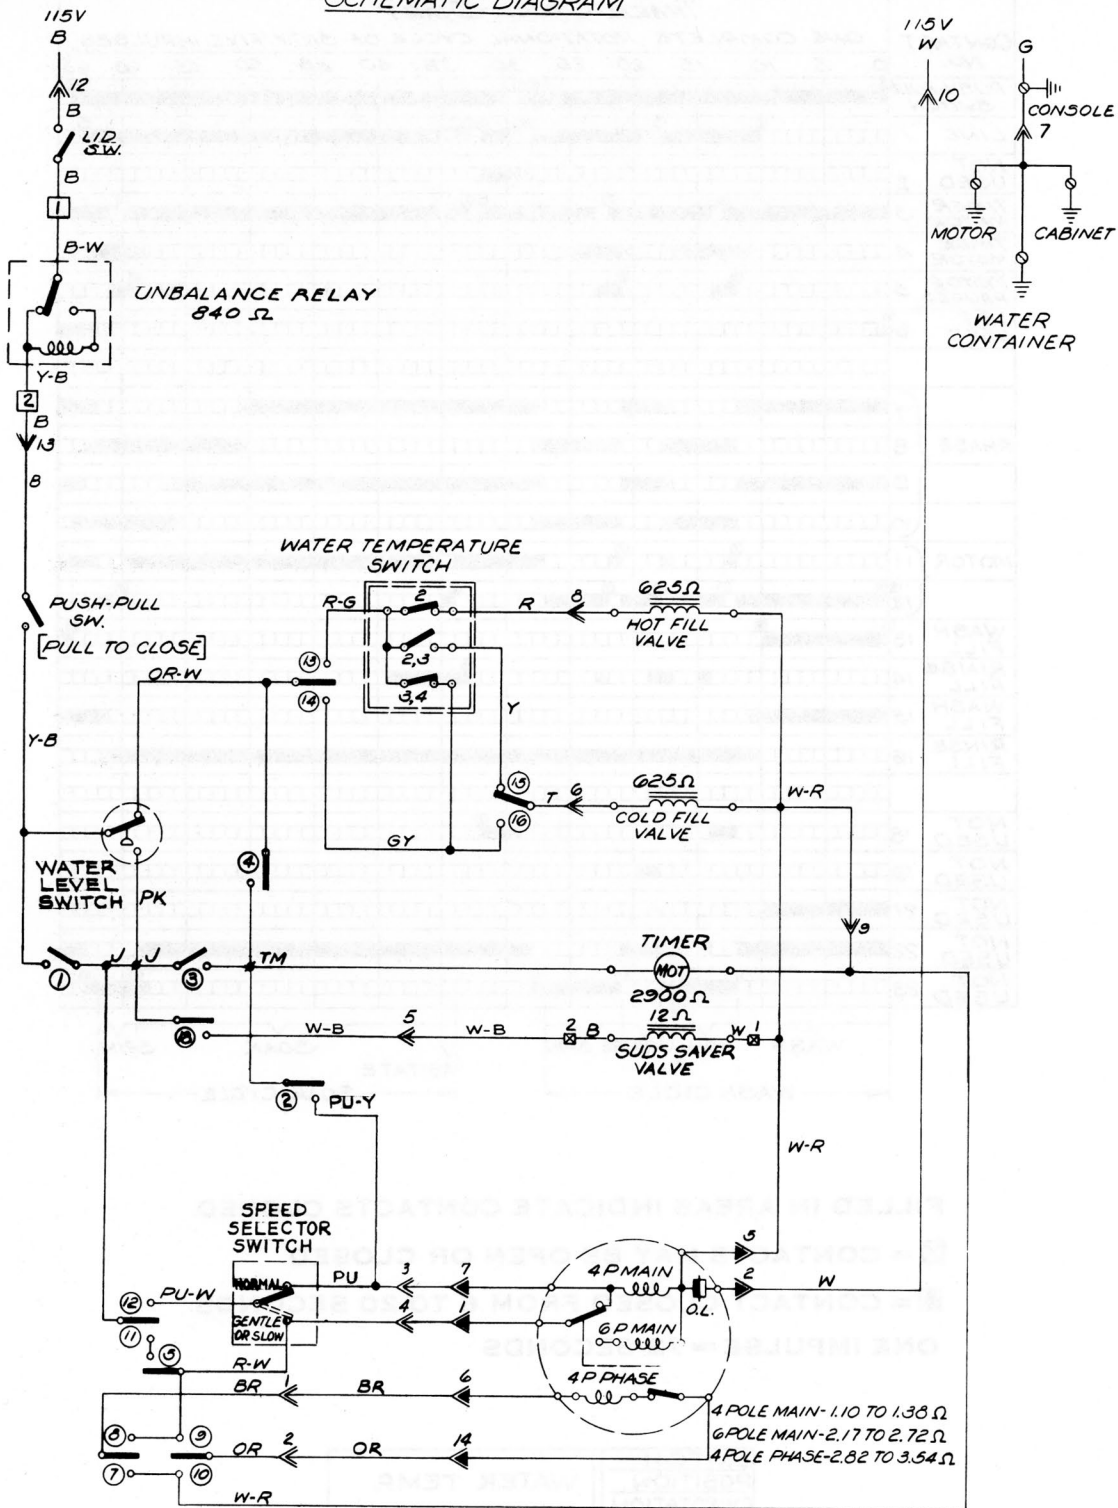 SCHEMATIC DIAGRAM
115V
B
12
B
LID
SW.
B
1
B-W
UNBALANCE RELAY
840 Ω
Y-B
2
B
13
B
PUSH-PULL
SW.
[PULL TO CLOSE]
OR-W
Y-B
WATER
LEVEL
SWITCH
PK
115V
W
10
G
CONSOLE
7
MOTOR
CABINET
WATER
CONTAINER
WATER TEMPERATURE
SWITCH
R-G
2
2,3
3,4
R
8
625Ω
HOT FILL
VALVE
13
14
Y
15
16
T
6
625Ω
COLD FILL
VALVE
W-R
GY
4
9
1
J
J
3
TM
TIMER
MOT
2900Ω
18
W-B
5
W-B
2
B
12Ω
W
1
SUDS SAVER
VALVE
2
PU-Y
W-R
SPEED
SELECTOR
SWITCH
NORMAL
GENTLE
OR SLOW
PU-W
PU
3
7
4
12
11
5
R-W
BR
1
BR
6
8
9
7
10
OR
2
OR
14
W-R
4P MAIN
6P MAIN
4P PHASE
O.L.
5
2
W
4 POLE MAIN-1.10 TO 1.38Ω
6 POLE MAIN-2.17 TO 2.72Ω
4 POLE PHASE-2.82 TO 3.54Ω